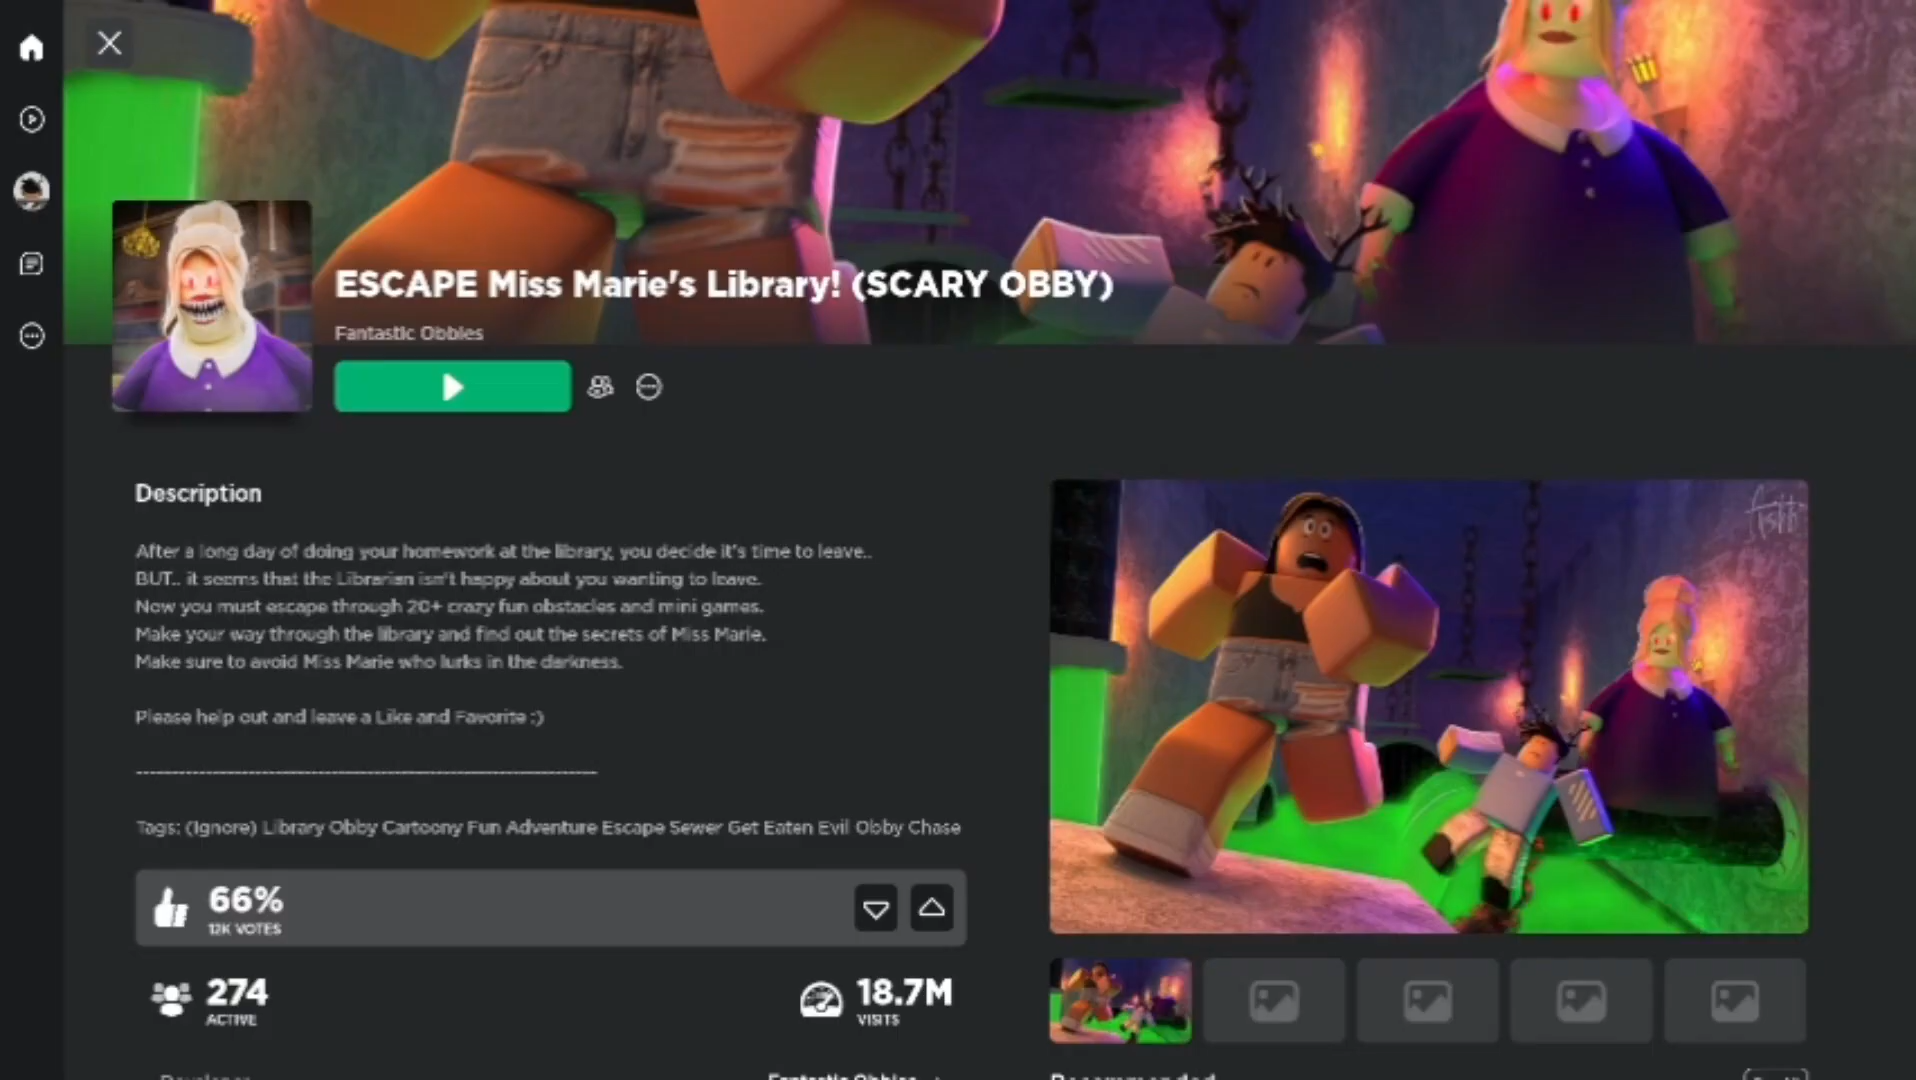 ESCAPE Miss Marie's Library! (SCARY OBBY)
Fantastic Obbies
Description
After a long day of doing your homework at the library, you decide it's time to leave..
BUT.. it seems that the Librarian isn't happy about you wanting to leave.
Now you must escape through 20+ crazy fun obstacles and mini games.
Make your way through the library and find out the secrets of Miss Marie.
Make sure to avoid Miss Marie who lurks in the darkness.
Please help out and leave a Like and Favorite :)
----------------------------------------------------------------------
Tags: (Ignore) Library Obby Cartoony Fun Adventure Escape Sewer Get Eaten Evil Obby Chase
66%
12K VOTES
274
ACTIVE
18.7M
VISITS
Developer
Fantastic Obbies
Recommended